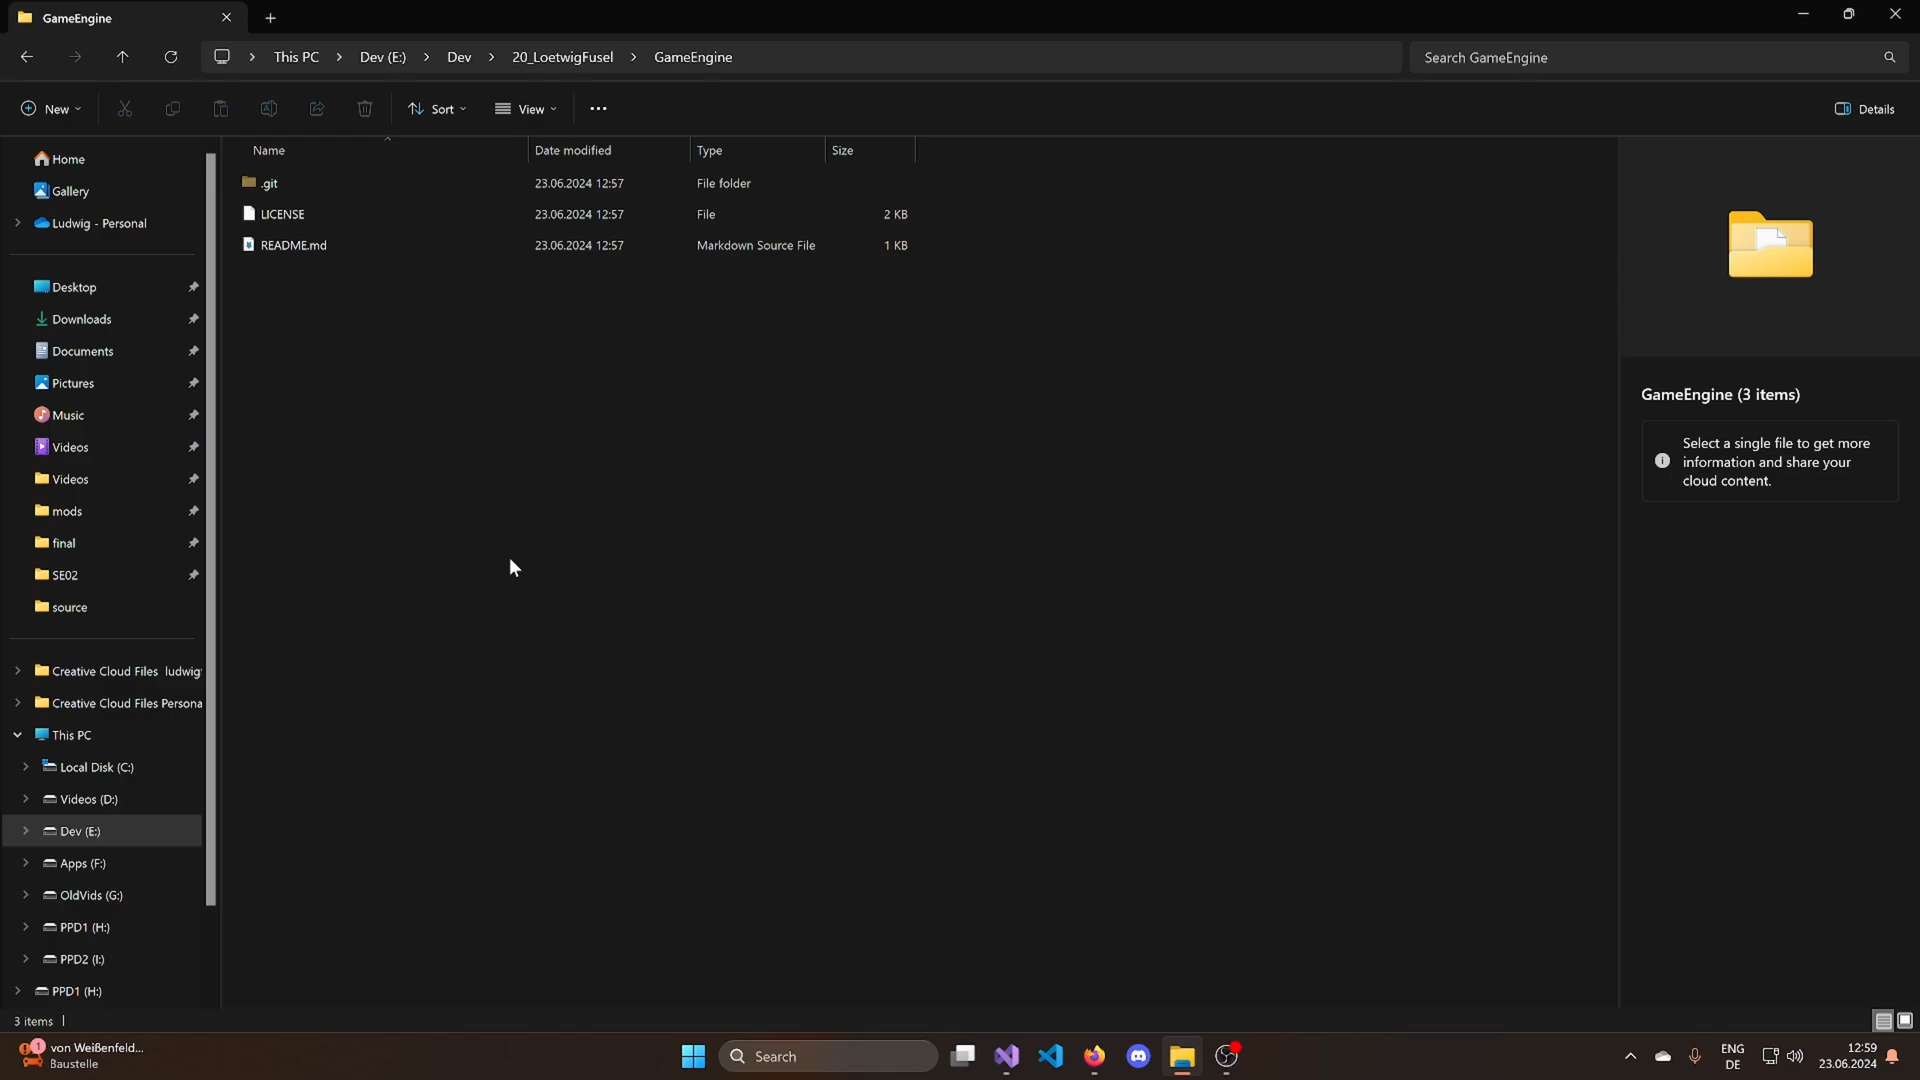 GameEngine
This PC
Dev (E:)
Dev
20_LoetwigFusel
GameEngine
Search GameEngine
New
Sort
View
Details
Name
Date modified
Type
Size
.git
23.06.2024 12:57
File folder
LICENSE
23.06.2024 12:57
File
2 KB
README.md
23.06.2024 12:57
Markdown Source File
1 KB
Home
Gallery
Ludwig - Personal
Desktop
Downloads
Documents
Pictures
Music
Videos
Videos
mods
final
SE02
source
Creative Cloud Files ludwig
Creative Cloud Files Persona
This PC
Local Disk (C:)
Videos (D:)
Dev (E:)
Apps (F:)
OldVids (G:)
PPD1 (H:)
PPD2 (I:)
PPD1 (H:)
GameEngine (3 items)
Select a single file to get more
information and share your
cloud content.
3 items
1
von Weißenfeld...
Baustelle
Search
ENG
DE
12:59
23.06.2024